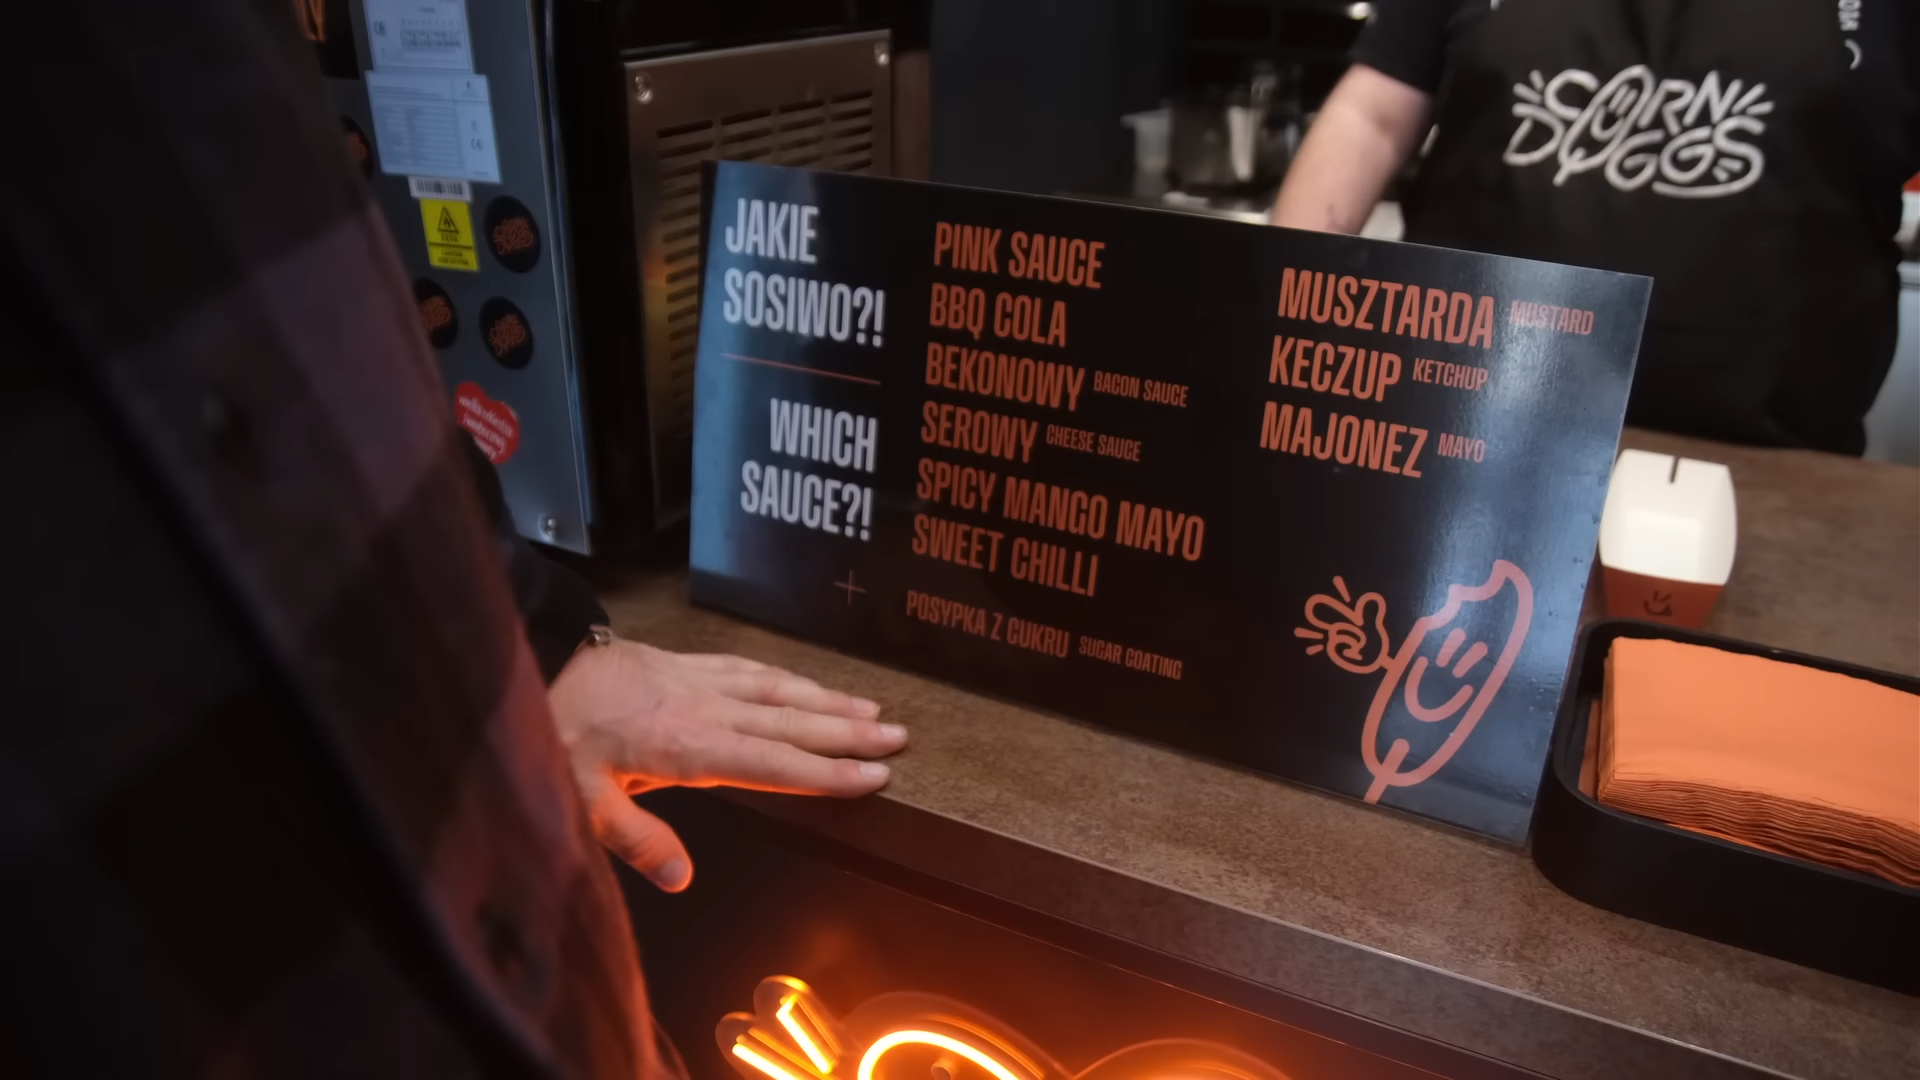 CORN
DOGGS
JAKIE
SOSIWO?!
WHICH
SAUCE?!
PINK SAUCE
BBQ COLA
BEKONOWY BACON SAUCE
SEROWY CHEESE SAUCE
SPICY MANGO MAYO
SWEET CHILLI
POSYPKA Z CUKRU SUGAR COATING
MUSZTARDA MUSTARD
KECZUP KETCHUP
MAJONEZ MAYO